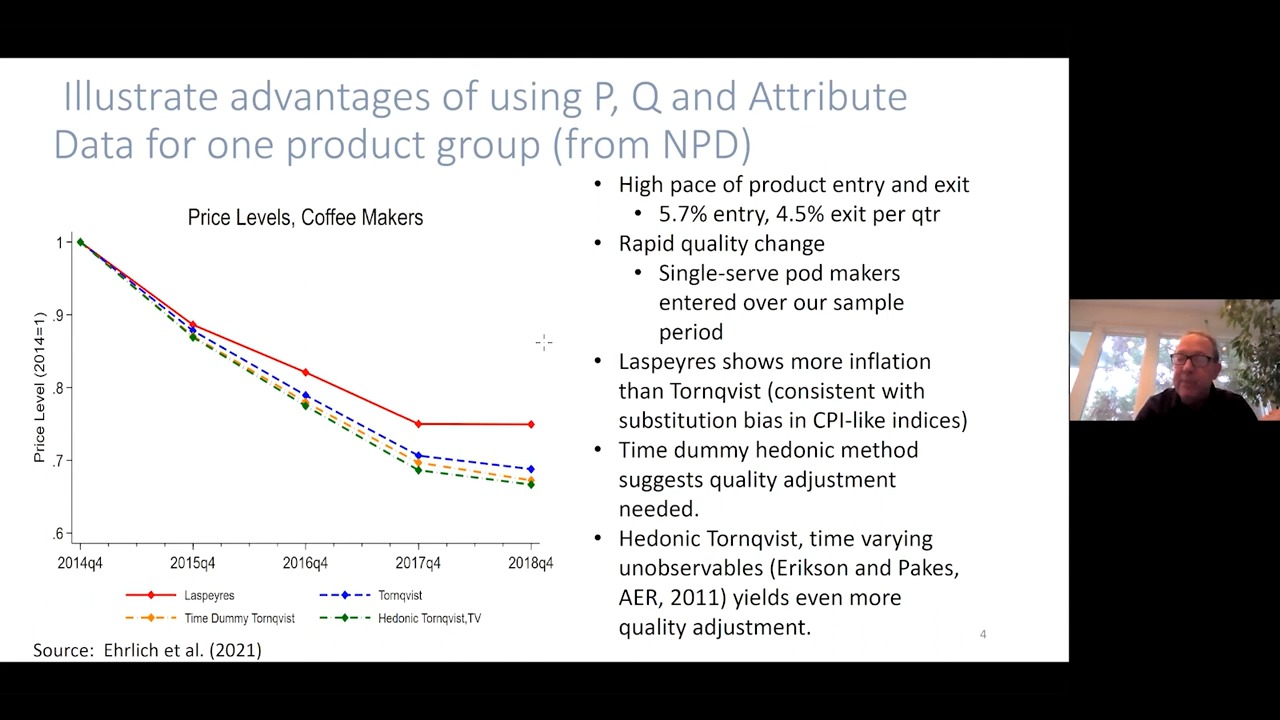 Illustrate advantages of using P, Q and Attribute
Data for one product group (from NPD)
Price Levels, Coffee Makers
Price Level (2014=1)
1
.9
.8
.7
.6
2014q4
2015q4
2016q4
2017q4
2018q4
Laspeyres
Tornqvist
Time Dummy Tornqvist
Hedonic Tornqvist,TV
Source: Ehrlich et al. (2021)
• High pace of product entry and exit
• 5.7% entry, 4.5% exit per qtr
• Rapid quality change
• Single-serve pod makers
entered over our sample
period
• Laspeyres shows more inflation
than Tornqvist (consistent with
substitution bias in CPI-like indices)
• Time dummy hedonic method
suggests quality adjustment
needed.
• Hedonic Tornqvist, time varying
unobservables (Erikson and Pakes,
AER, 2011) yields even more
quality adjustment.
4